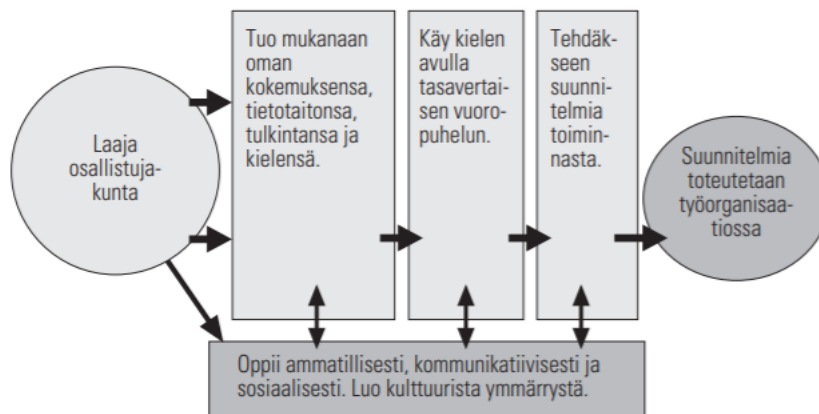 Laaja
osallistuja-
kunta
Tuo mukanaan
oman
kokemuksensa,
tietotaitonsa,
tulkintansa ja
kielensä.
Käy kielen
avulla
tasavertai-
sen vuoro-
puhelun.
Tehdäk-
seen
suunni-
telmia
toimin-
nasta.
Suunnitelmia
toteutetaan
työorganisaa-
tiossa
Oppii ammatillisesti, kommunikatiivisesti ja
sosiaalisesti. Luo kulttuurista ymmärrystä.